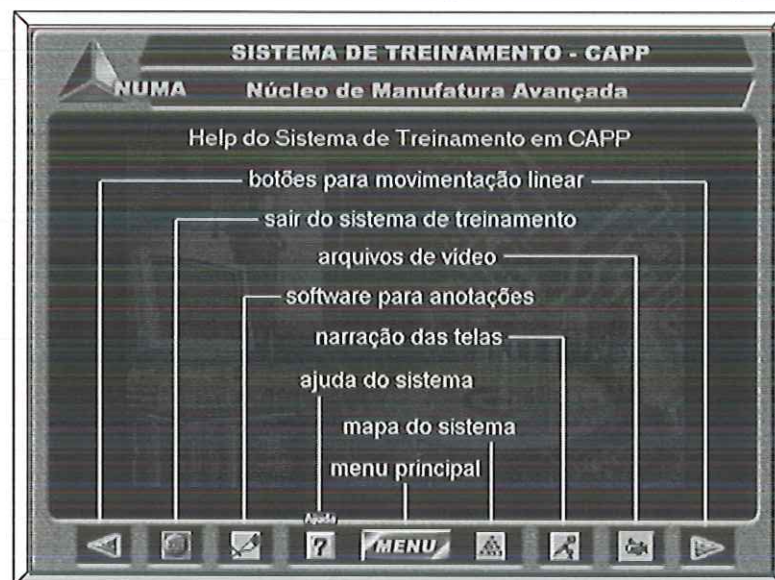 SISTEMA DE TREINAMENTO - CAPP
NUMA Núcleo de Manufatura Avançada
Help do Sistema de Treinamento em CAPP
botões para movimentação linear
sair do sistema de treinamento
arquivos de vídeo
software para anotações
narração das telas
ajuda do sistema
mapa do sistema
menu principal
Ajuda
? MENU